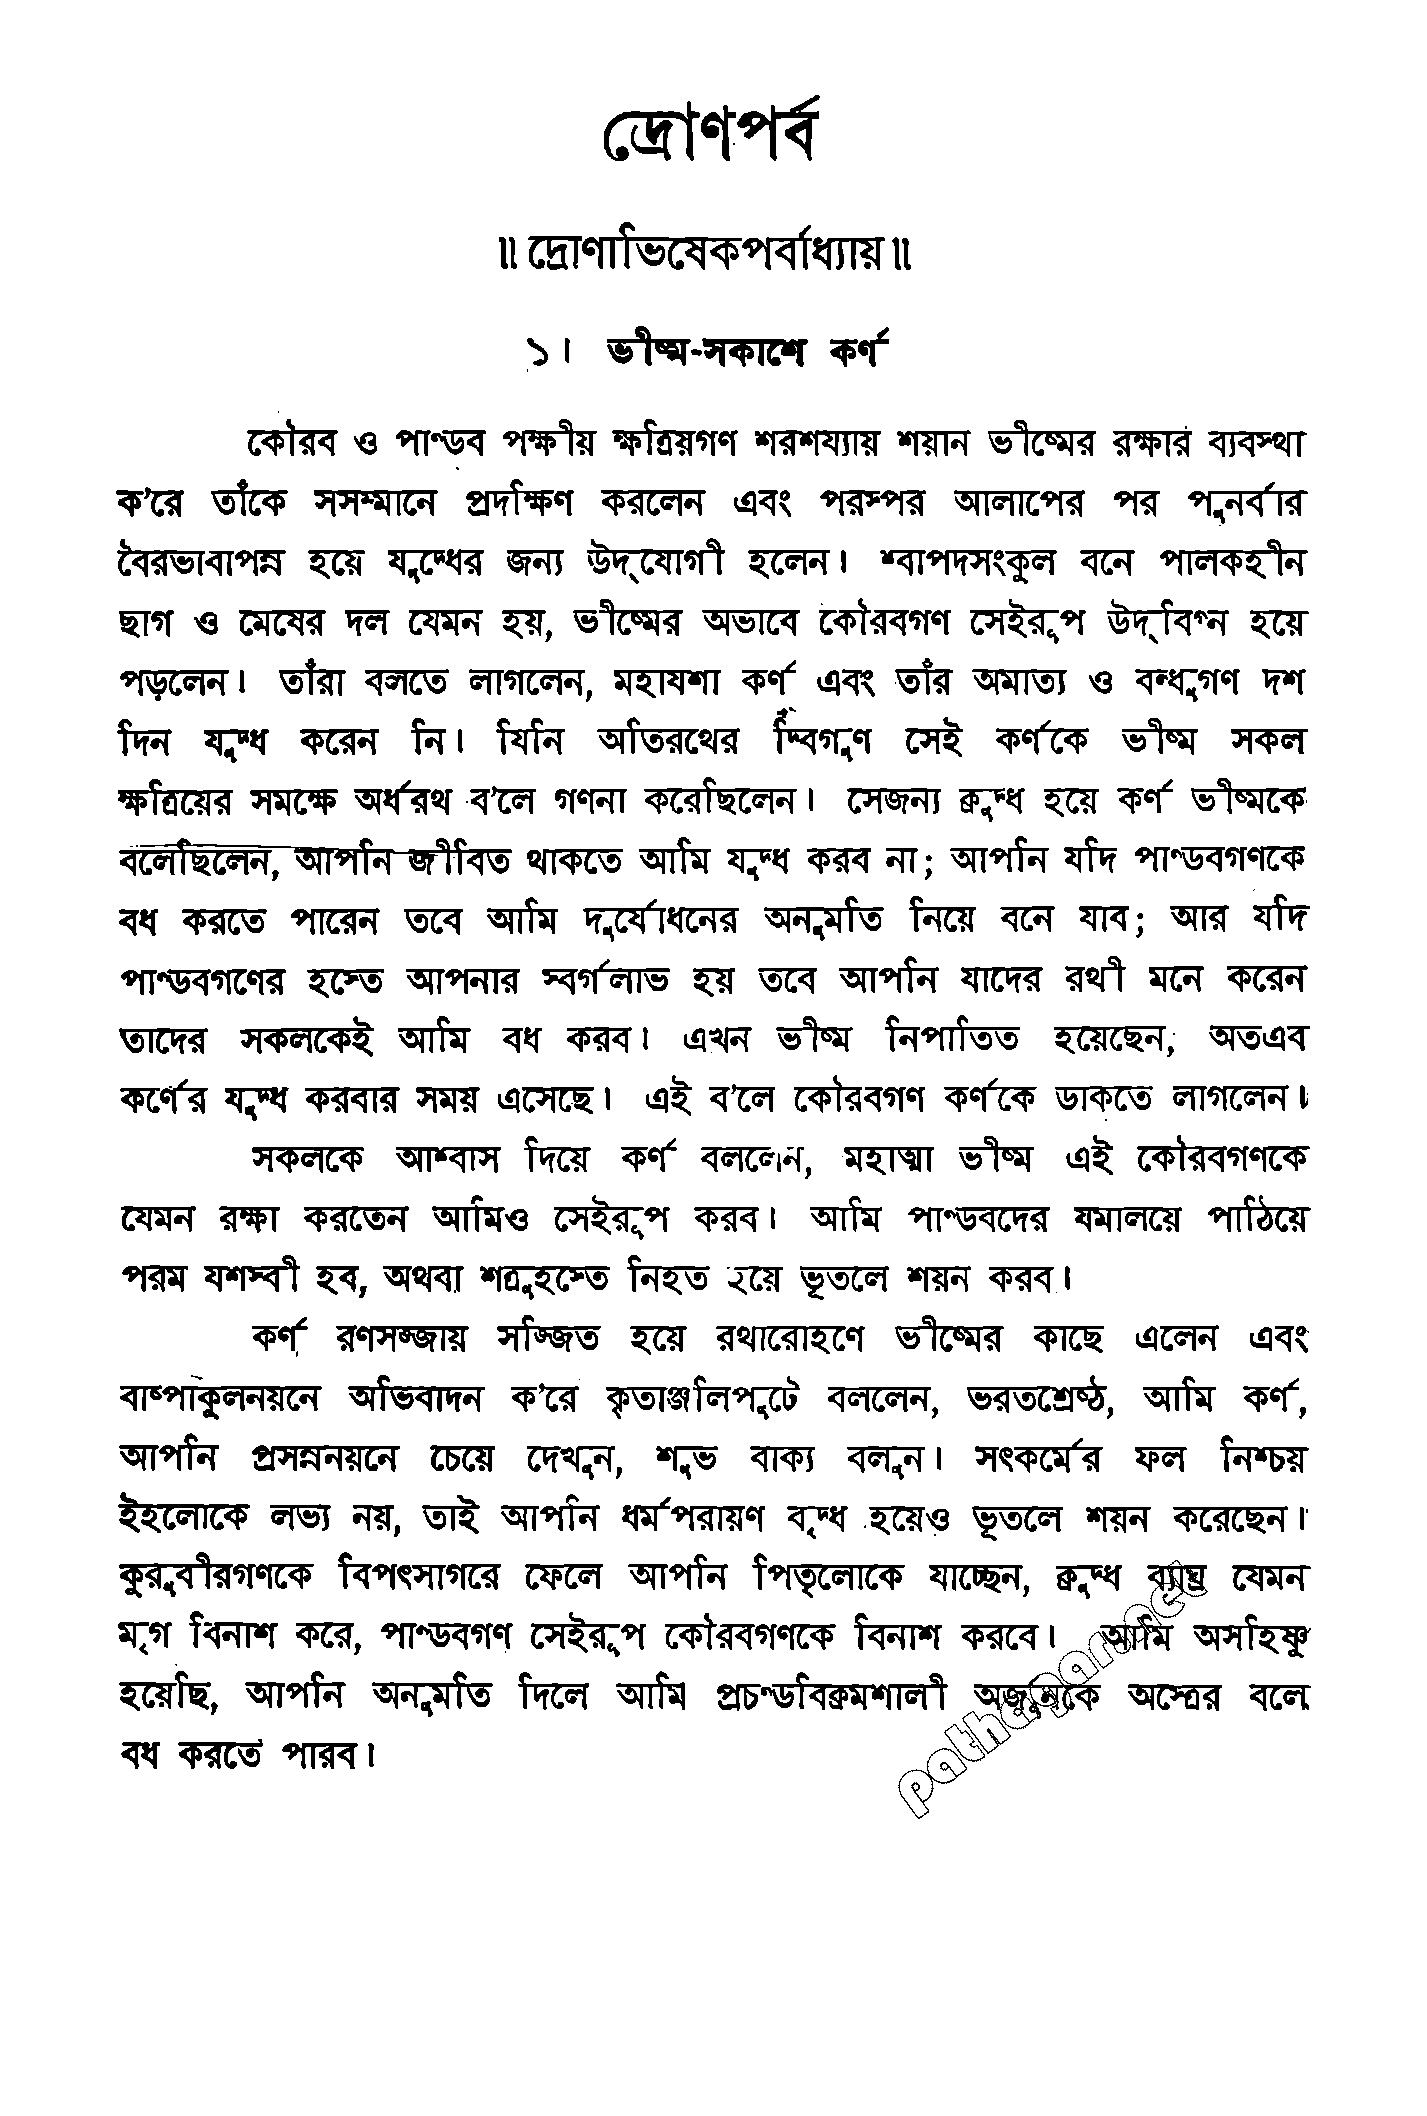 দ্রোণপর্ব
॥ দ্রোণাভিষেকপর্বাধ্যায় ॥
১। ভীষ্ম-সকাশে কর্ণ
কৌরব ও পাণ্ডব পক্ষীয় ক্ষত্রিয়গণ শরশয্যায় শয়ান ভীষ্মের রক্ষার ব্যবস্থা
ক'রে তাঁকে সসম্মানে প্রদক্ষিণ করলেন এবং পরস্পর আলাপের পর পুনর্বার
বৈরভাবাপন্ন হয়ে যুদ্ধের জন্য উদ্‌যোগী হলেন। শ্বাপদসংকুল বনে পালকহীন
ছাগ ও মেষের দল যেমন হয়, ভীষ্মের অভাবে কৌরবগণ সেইরূপ উদ্‌বিগ্ন হয়ে
পড়লেন। তাঁরা বলতে লাগলেন, মহাযশা কর্ণ এবং তাঁর অমাত্য ও বন্ধুগণ দশ
দিন যুদ্ধ করেন নি। যিনি অতিরথের দ্বিগুণ সেই কর্ণকে ভীষ্ম সকল
ক্ষত্রিয়ের সমক্ষে অর্ধরথ ব'লে গণনা করেছিলেন। সেজন্য ক্রুদ্ধ হয়ে কর্ণ ভীষ্মকে
বলেছিলেন, আপনি জীবিত থাকতে আমি যুদ্ধ করব না; আপনি যদি পাণ্ডবগণকে
বধ করতে পারেন তবে আমি দুর্যোধনের অনুমতি নিয়ে বনে যাব; আর যদি
পাণ্ডবগণের হস্তে আপনার স্বর্গলাভ হয় তবে আপনি যাদের রথী মনে করেন
তাদের সকলকেই আমি বধ করব। এখন ভীষ্ম নিপাতিত হয়েছেন, অতএব
কর্ণের যুদ্ধ করবার সময় এসেছে। এই ব'লে কৌরবগণ কর্ণকে ডাকতে লাগলেন।
সকলকে আশ্বাস দিয়ে কর্ণ বললেন, মহাত্মা ভীষ্ম এই কৌরবগণকে
যেমন রক্ষা করতেন আমিও সেইরূপ করব। আমি পাণ্ডবদের যমালয়ে পাঠিয়ে
পরম যশস্বী হব, অথবা শত্রুহস্তে নিহত হয়ে ভূতলে শয়ন করব।
কর্ণ রণসজ্জায় সজ্জিত হয়ে রথারোহণে ভীষ্মের কাছে এলেন এবং
বাষ্পাকুলনয়নে অভিবাদন ক'রে কৃতাঞ্জলিপুটে বললেন, ভরতশ্রেষ্ঠ, আমি কর্ণ,
আপনি প্রসন্ননয়নে চেয়ে দেখুন, শুভ বাক্য বলুন। সৎকর্মের ফল নিশ্চয়
ইহলোকে লভ্য নয়, তাই আপনি ধর্মপরায়ণ বৃদ্ধ হয়েও ভূতলে শয়ন করেছেন।
কুরুবীরগণকে বিপৎসাগরে ফেলে আপনি পিতৃলোকে যাচ্ছেন, ক্রুদ্ধ ব্যাঘ্র যেমন
মৃগ বিনাশ করে, পাণ্ডবগণ সেইরূপ কৌরবগণকে বিনাশ করবে। আমি অসহিষ্ণু
হয়েছি, আপনি অনুমতি দিলে আমি প্রচণ্ডবিক্রমশালী অর্জুনকে অস্ত্রের বলে
বধ করতে পারব।
pathagar.net